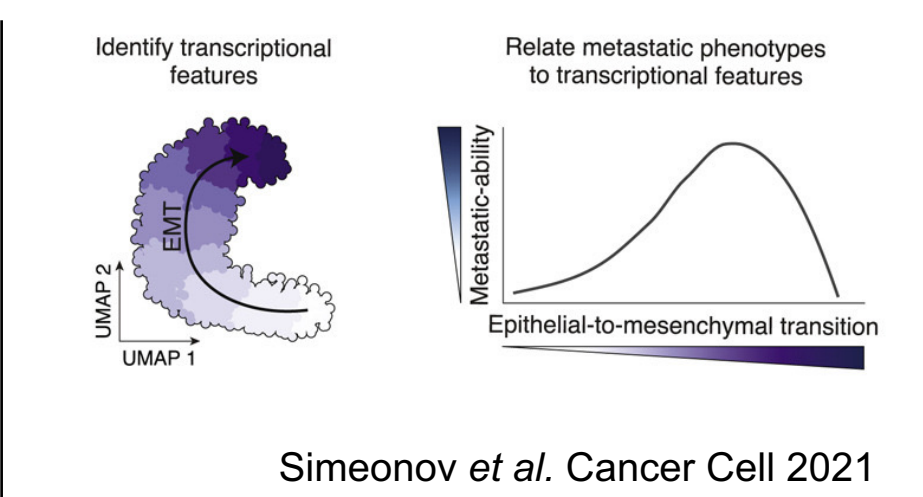 Identify transcriptional
features
EMT
UMAP 2
UMAP 1
Relate metastatic phenotypes
to transcriptional features
Metastatic-ability
Epithelial-to-mesenchymal transition
Simeonov et al. Cancer Cell 2021